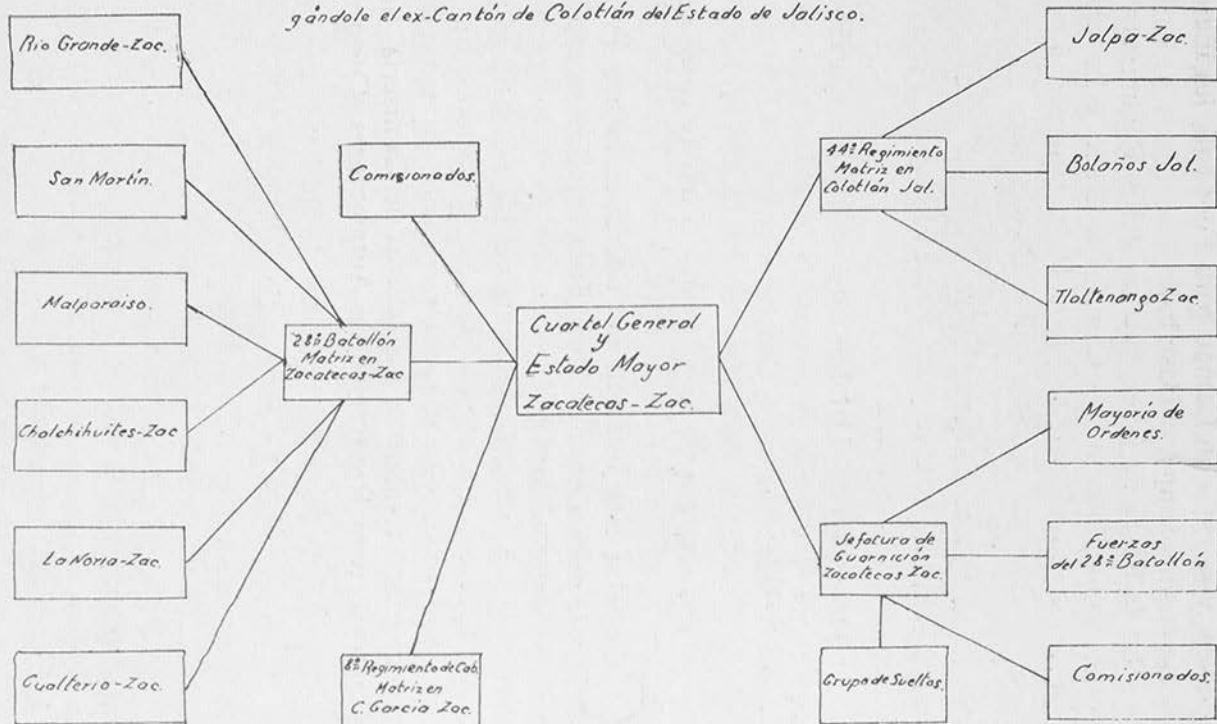 gándole el ex-Cantón de Colotlán del Estado de Jalisco.
Rio Grande-Zac.
San Martín.
Malparaiso.
Chalchihuites-Zac
La Noria-Zac.
Gualterio-Zac.
Comisionados.
28º Batallón
Matriz en
Zacatecas-Zac
8º Regimiento de Cab.
Matriz en
C. García Zac.
Cuartel General
y
Estado Mayor
Zacatecas-Zac.
44º Regimiento
Matriz en
Colotlán Jal.
Jefatura de
Guarnición
Zacatecas Zac.
Grupo de Sueltos.
Jalpa-Zac.
Bolaños Jal.
Tlaltenango Zac.
Mayoría de
Ordenes.
Fuerzas
del 28º Batallón
Comisionados.